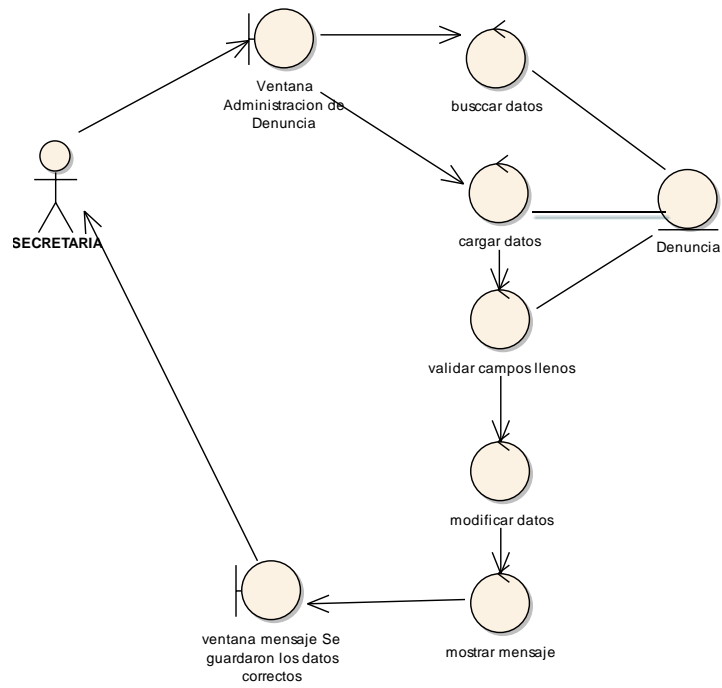 Ventana
Administracion de
Denuncia
busccar datos
SECRETARIA
cargar datos
Denuncia
validar campos llenos
modificar datos
ventana mensaje Se
guardaron los datos
correctos
mostrar mensaje